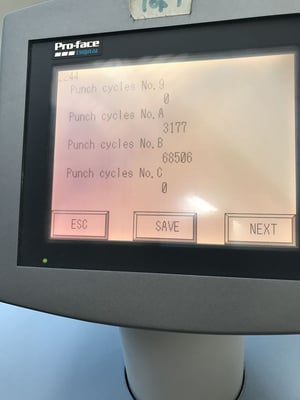 Pro-face
Punch cycles No.9
0
Punch cycles No.A
3177
Punch cycles No.B
68506
Punch cycles No.C
0
ESC
SAVE
NEXT